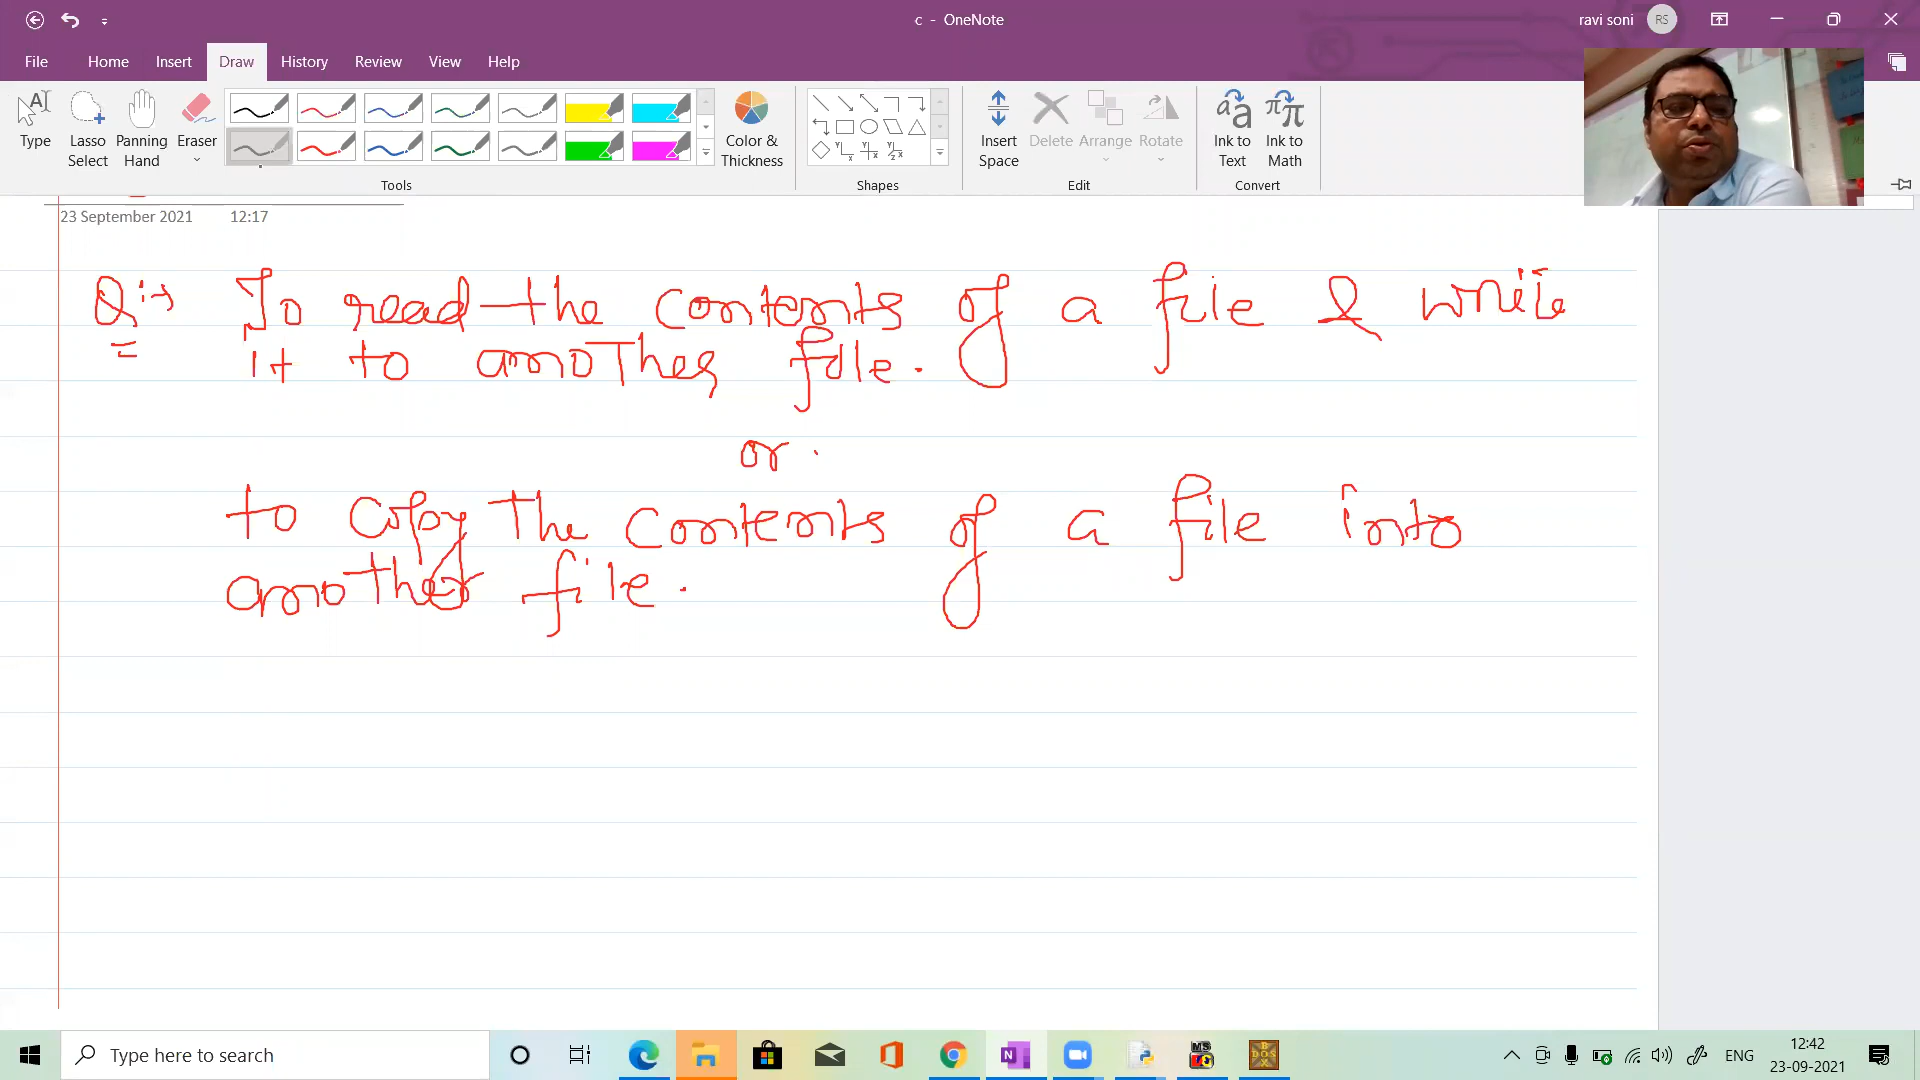 c - OneNote
ravi soni RS
File Home Insert Draw History Review View Help
Type Lasso Select Panning Hand Eraser Color & Thickness Insert Space Delete Arrange Rotate Ink to Text Ink to Math
Tools Shapes Edit Convert
23 September 2021 12:17
Q:→ To read the contents of a file & write
it to another file.
or
to copy the contents of a file into
another file.
Type here to search
ENG
12:42
23-09-2021